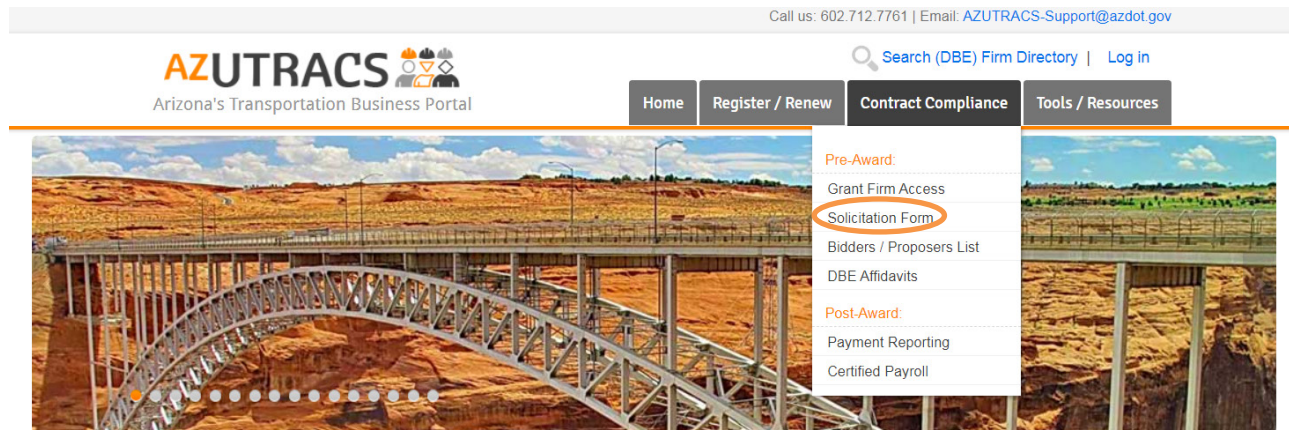 Call us: 602.712.7761 | Email: AZUTRACS-Support@azdot.gov
AZUTRACS
Arizona's Transportation Business Portal
Search (DBE) Firm Directory | Log in
Home Register / Renew Contract Compliance Tools / Resources
Pre-Award:
Grant Firm Access
Solicitation Form
Bidders / Proposers List
DBE Affidavits
Post-Award:
Payment Reporting
Certified Payroll